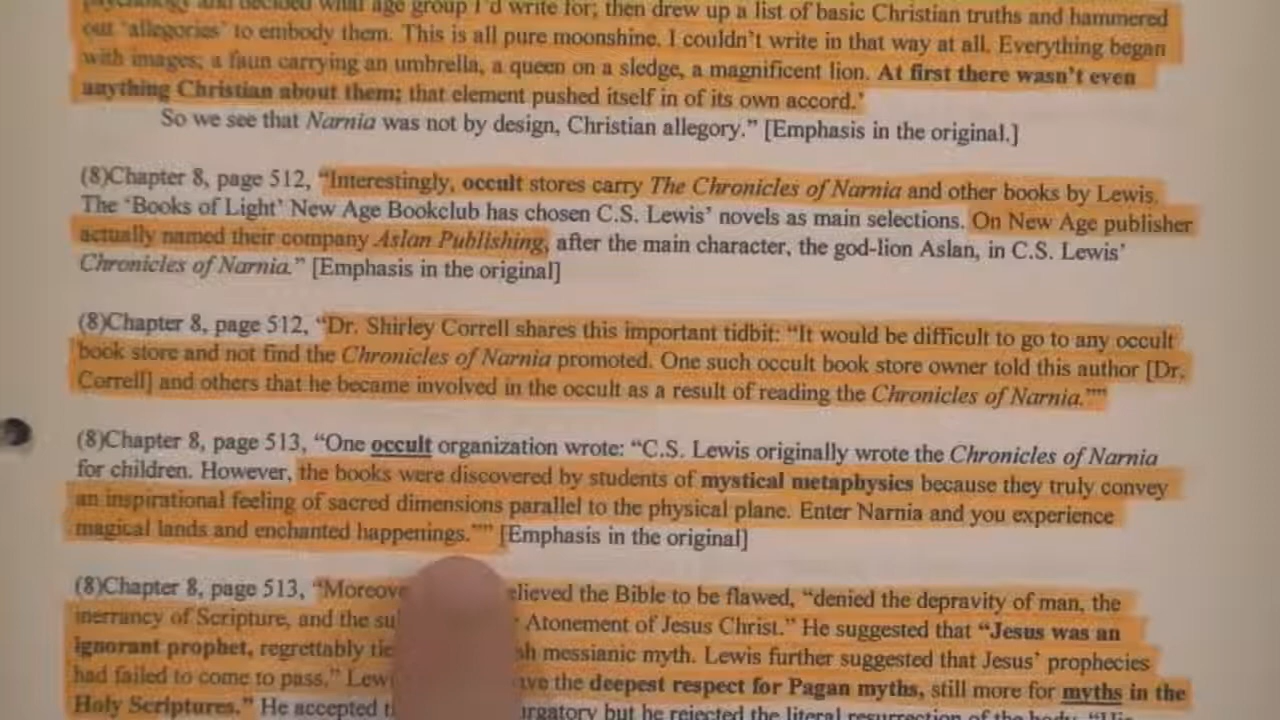 psychology and decided what age group I'd write for; then drew up a list of basic Christian truths and hammered
out 'allegories' to embody them. This is all pure moonshine. I couldn't write in that way at all. Everything began
with images; a faun carrying an umbrella, a queen on a sledge, a magnificent lion. At first there wasn't even
anything Christian about them; that element pushed itself in of its own accord.'
So we see that Narnia was not by design, Christian allegory." [Emphasis in the original.]
(8)Chapter 8, page 512, "Interestingly, occult stores carry The Chronicles of Narnia and other books by Lewis.
The 'Books of Light' New Age Bookclub has chosen C.S. Lewis' novels as main selections. On New Age publisher
actually named their company Aslan Publishing, after the main character, the god-lion Aslan, in C.S. Lewis'
Chronicles of Narnia." [Emphasis in the original]
(8)Chapter 8, page 512, "Dr. Shirley Correll shares this important tidbit: "It would be difficult to go to any occult
book store and not find the Chronicles of Narnia promoted. One such occult book store owner told this author [Dr.
Correll] and others that he became involved in the occult as a result of reading the Chronicles of Narnia.""
(8)Chapter 8, page 513, "One occult organization wrote: "C.S. Lewis originally wrote the Chronicles of Narnia
for children. However, the books were discovered by students of mystical metaphysics because they truly convey
an inspirational feeling of sacred dimensions parallel to the physical plane. Enter Narnia and you experience
magical lands and enchanted happenings."" [Emphasis in the original]
(8)Chapter 8, page 513, "Moreove elieved the Bible to be flawed, "denied the depravity of man, the
inerrancy of Scripture, and the su Atonement of Jesus Christ." He suggested that "Jesus was an
ignorant prophet, regrettably tie sh messianic myth. Lewis further suggested that Jesus' prophecies
had failed to come to pass." Lewi ave the deepest respect for Pagan myths, still more for myths in the
Holy Scriptures." He accepted t urgatory but he rejected the literal resurrection of the body.